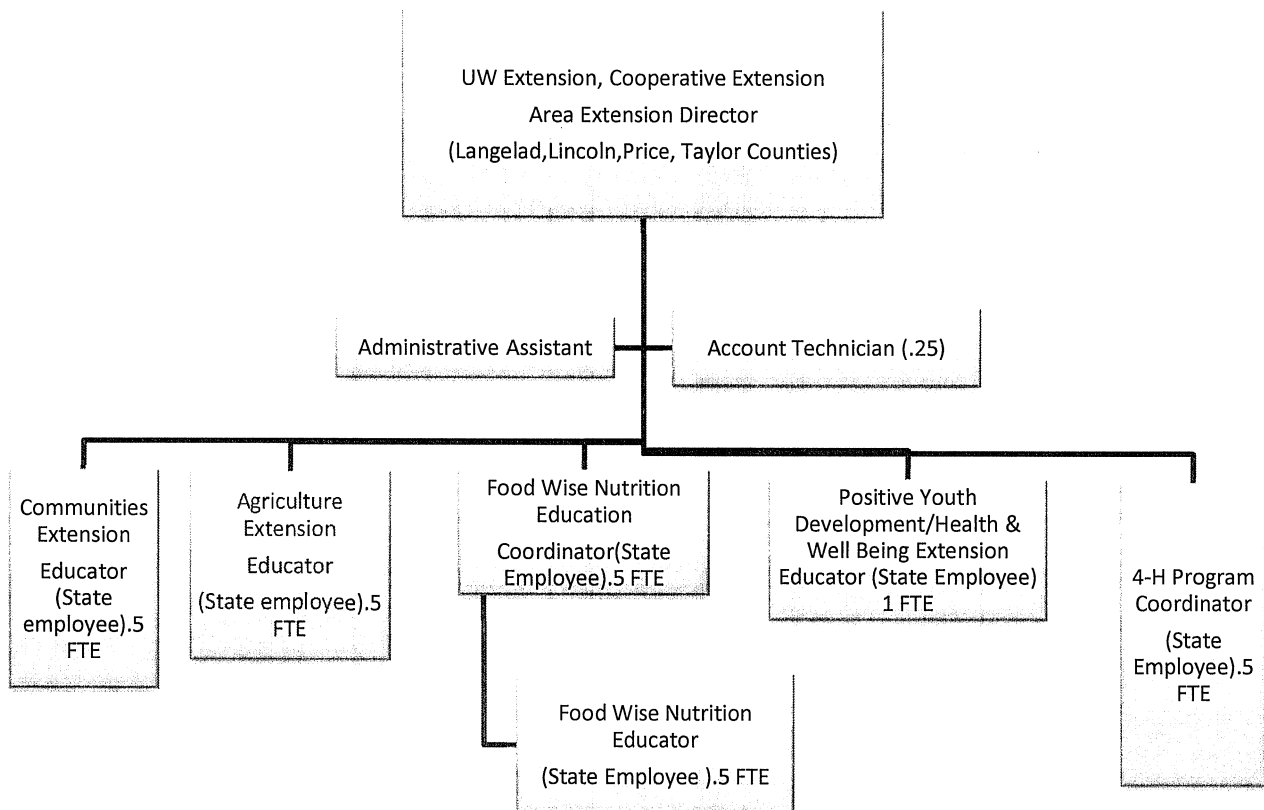 UW Extension, Cooperative Extension
Area Extension Director
(Langelad,Lincoln,Price, Taylor Counties)
Administrative Assistant
Account Technician (.25)
Communities
Extension
Educator
(State
employee).5
FTE
Agriculture
Extension
Educator
(State employee).5
FTE
Food Wise Nutrition
Education
Coordinator(State
Employee).5 FTE
Positive Youth
Development/Health &
Well Being Extension
Educator (State Employee)
1 FTE
4-H Program
Coordinator
(State
Employee).5
FTE
Food Wise Nutrition
Educator
(State Employee ).5 FTE